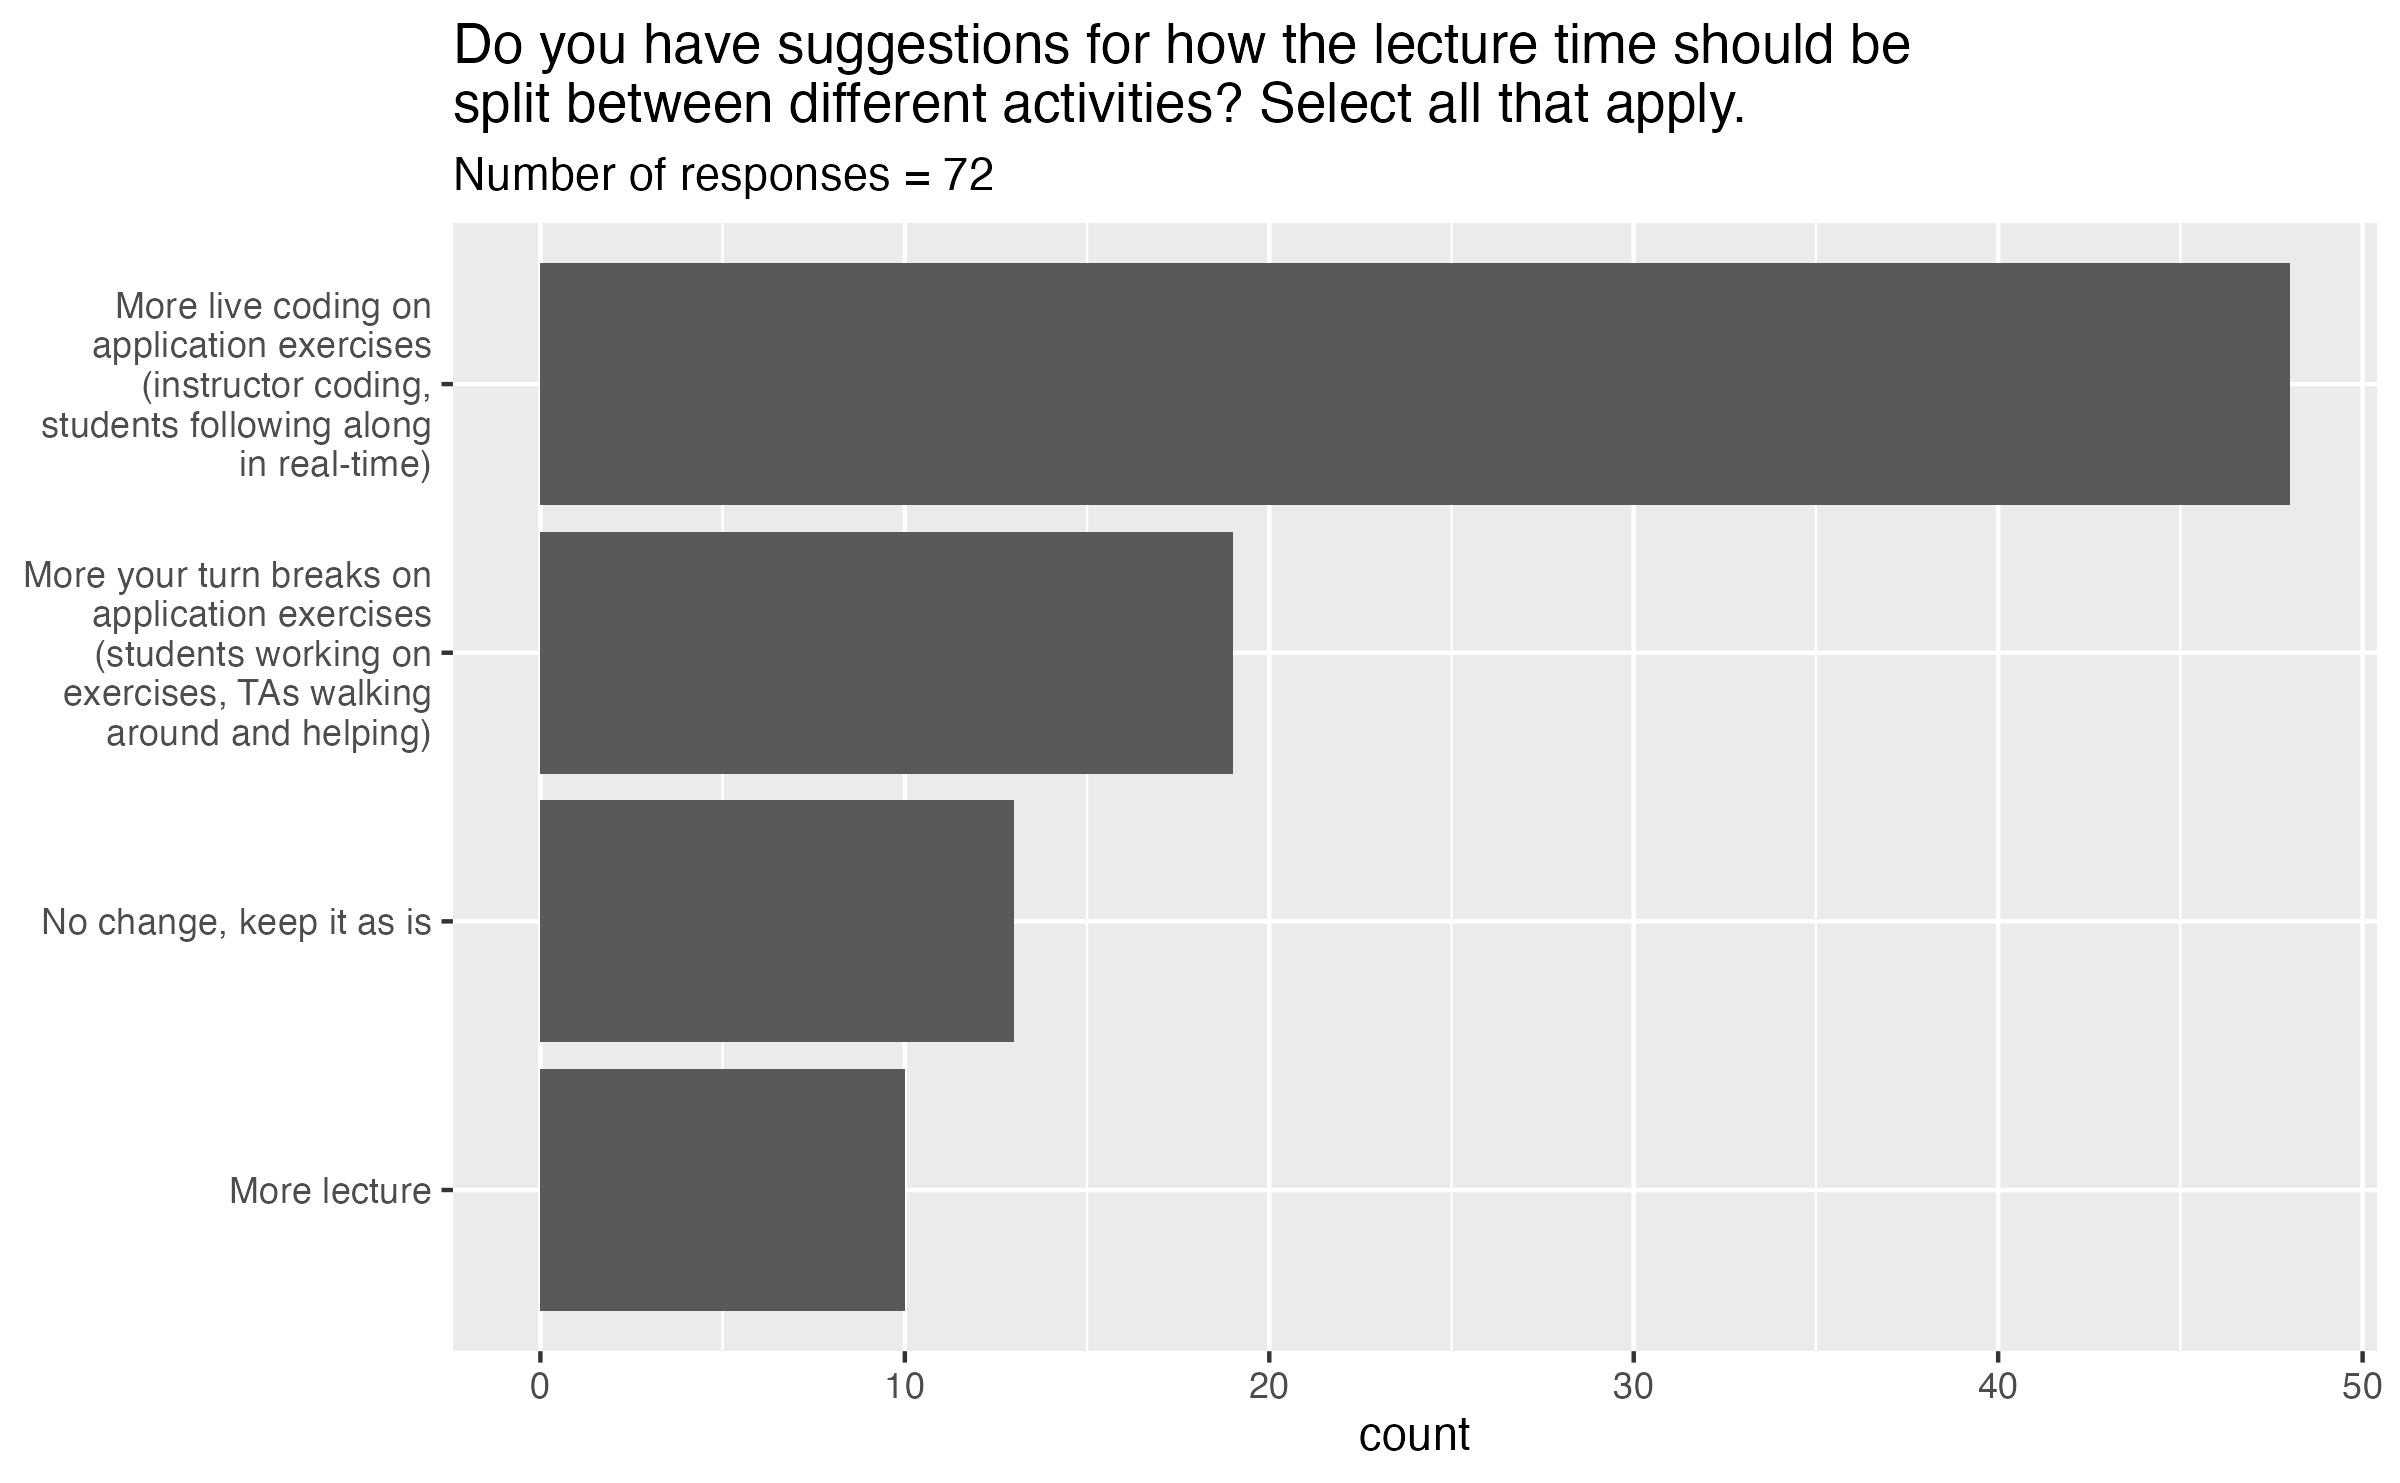 Do you have suggestions for how the lecture time should be
split between different activities? Select all that apply.
Number of responses = 72
More live coding on
application exercises
(instructor coding,
students following along
in real-time)
More your turn breaks on
application exercises
(students working on
exercises, TAs walking
around and helping)
No change, keep it as is
More lecture
0 10 20 30 40 50
count